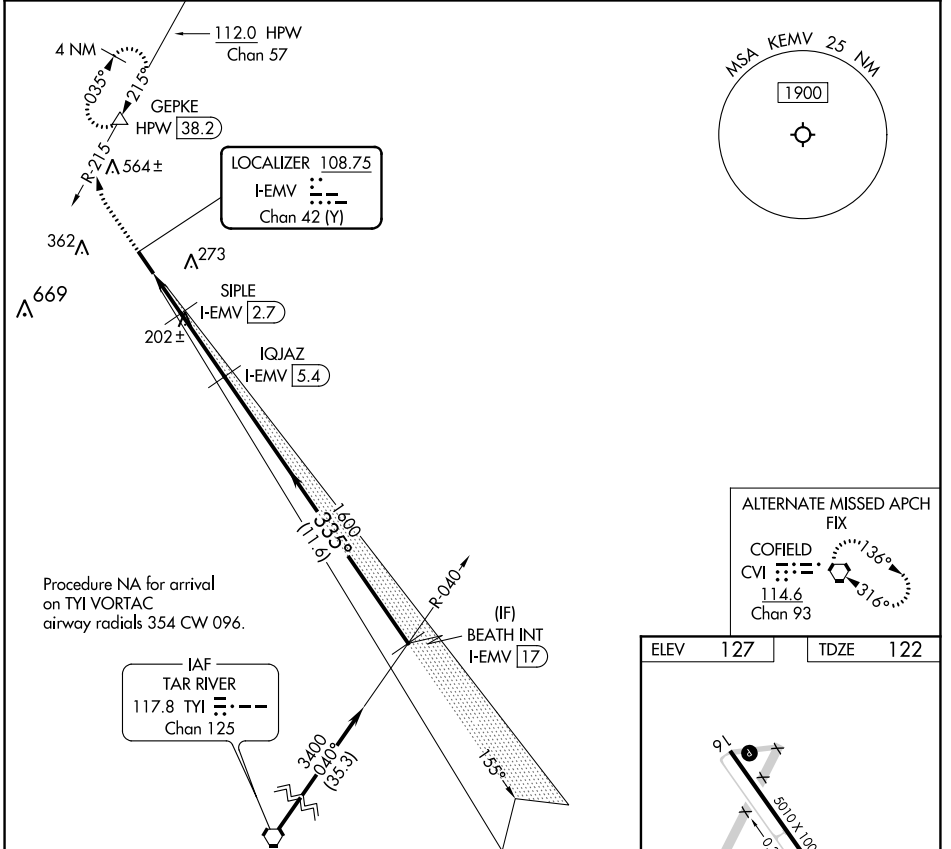 112.0 HPW
Chan 57
4 NM
035°
215°
GEPKE
HPW 38.2
R-215
564±
MSA KEMV 25 NM
1900
LOCALIZER 108.75
I-EMV
Chan 42 (Y)
362
273
669
SIPLE
I-EMV 2.7
202±
IQJAZ
I-EMV 5.4
1600
335°
(11.6)
R-040
(IF)
BEATH INT
I-EMV 17
155°
Procedure NA for arrival
on TYI VORTAC
airway radials 354 CW 096.
IAF
TAR RIVER
117.8 TYI
Chan 125
3400
040°
(35.3)
ALTERNATE MISSED APCH
FIX
COFIELD
CVI
114.6
Chan 93
136°
316°
ELEV 127
TDZE 122
16
P
5010 X 100